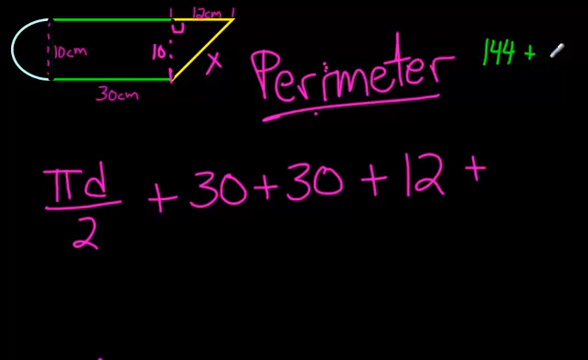 12cm
10cm
10
x
30cm
Perimeter
144 +
πd/2 + 30 + 30 + 12 +